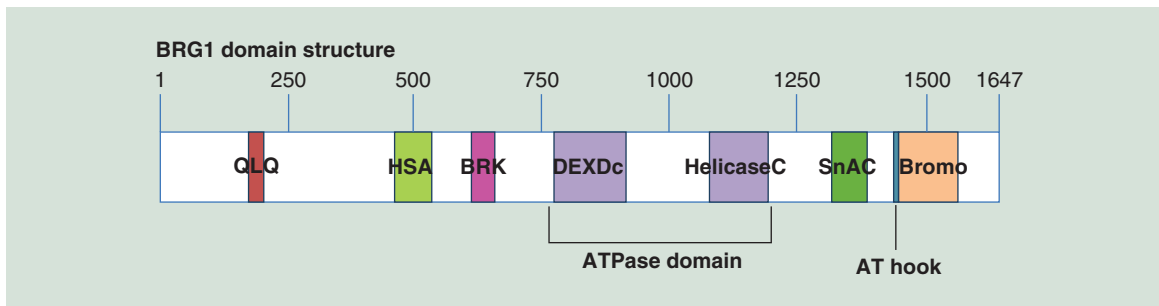 BRG1 domain structure
1 250 500 750 1000 1250 1500 1647
QLQ HSA BRK DEXDc HelicaseC SnAC Bromo
ATPase domain
AT hook